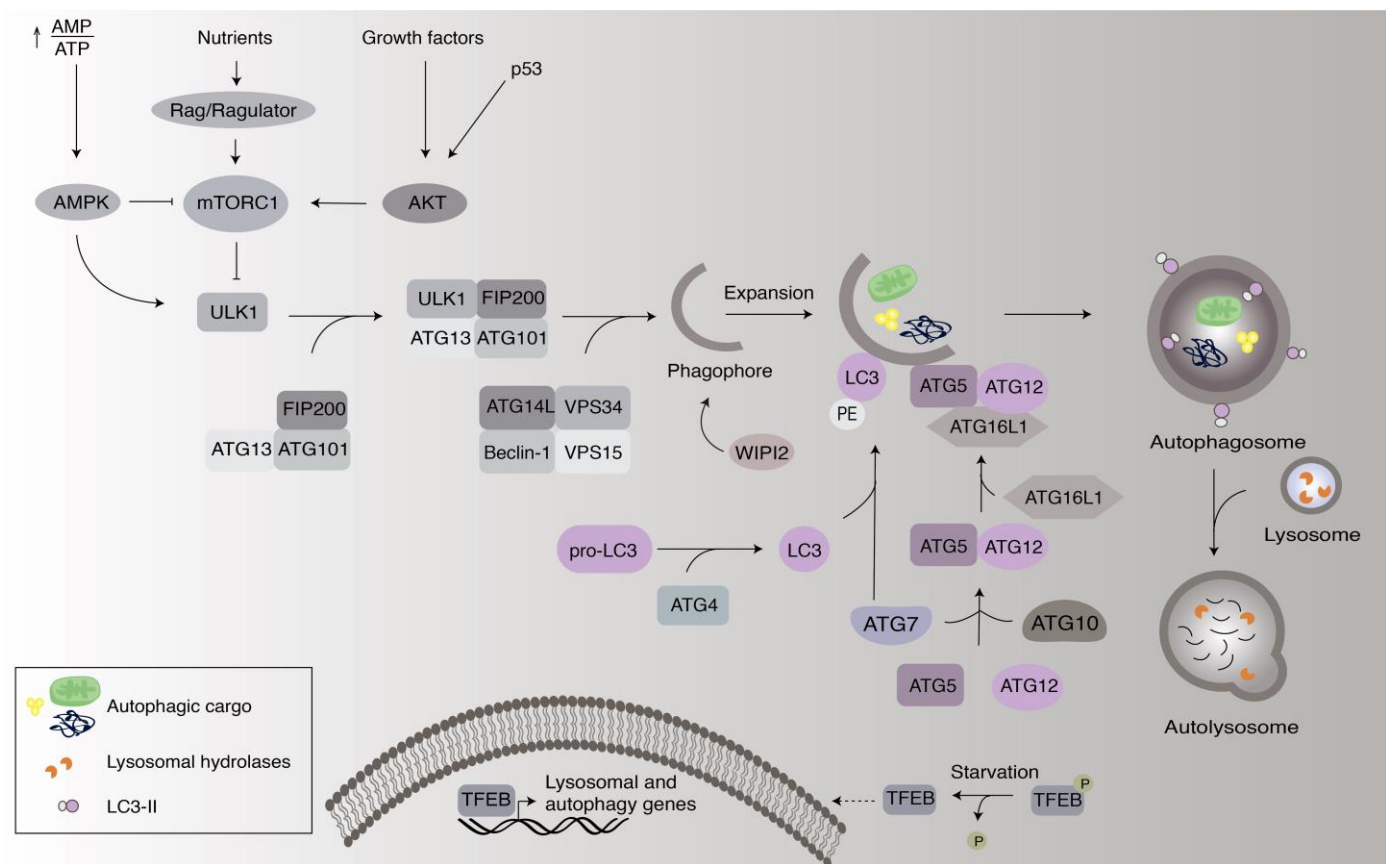 AMP
ATP
Nutrients
Growth factors
p53
Rag/Ragulator
AMPK
mTORC1
AKT
ULK1
ULK1
FIP200
ATG13
ATG101
FIP200
ATG13
ATG101
ATG14L
VPS34
Beclin-1
VPS15
Phagophore
Expansion
WIPI2
LC3
PE
ATG5
ATG12
ATG16L1
ATG16L1
pro-LC3
LC3
ATG4
ATG5
ATG12
ATG7
ATG10
ATG5
ATG12
Autophagosome
Lysosome
Autolysosome
Autophagic cargo
Lysosomal hydrolases
LC3-II
TFEB
Lysosomal and
autophagy genes
TFEB
Starvation
TFEB
P
P